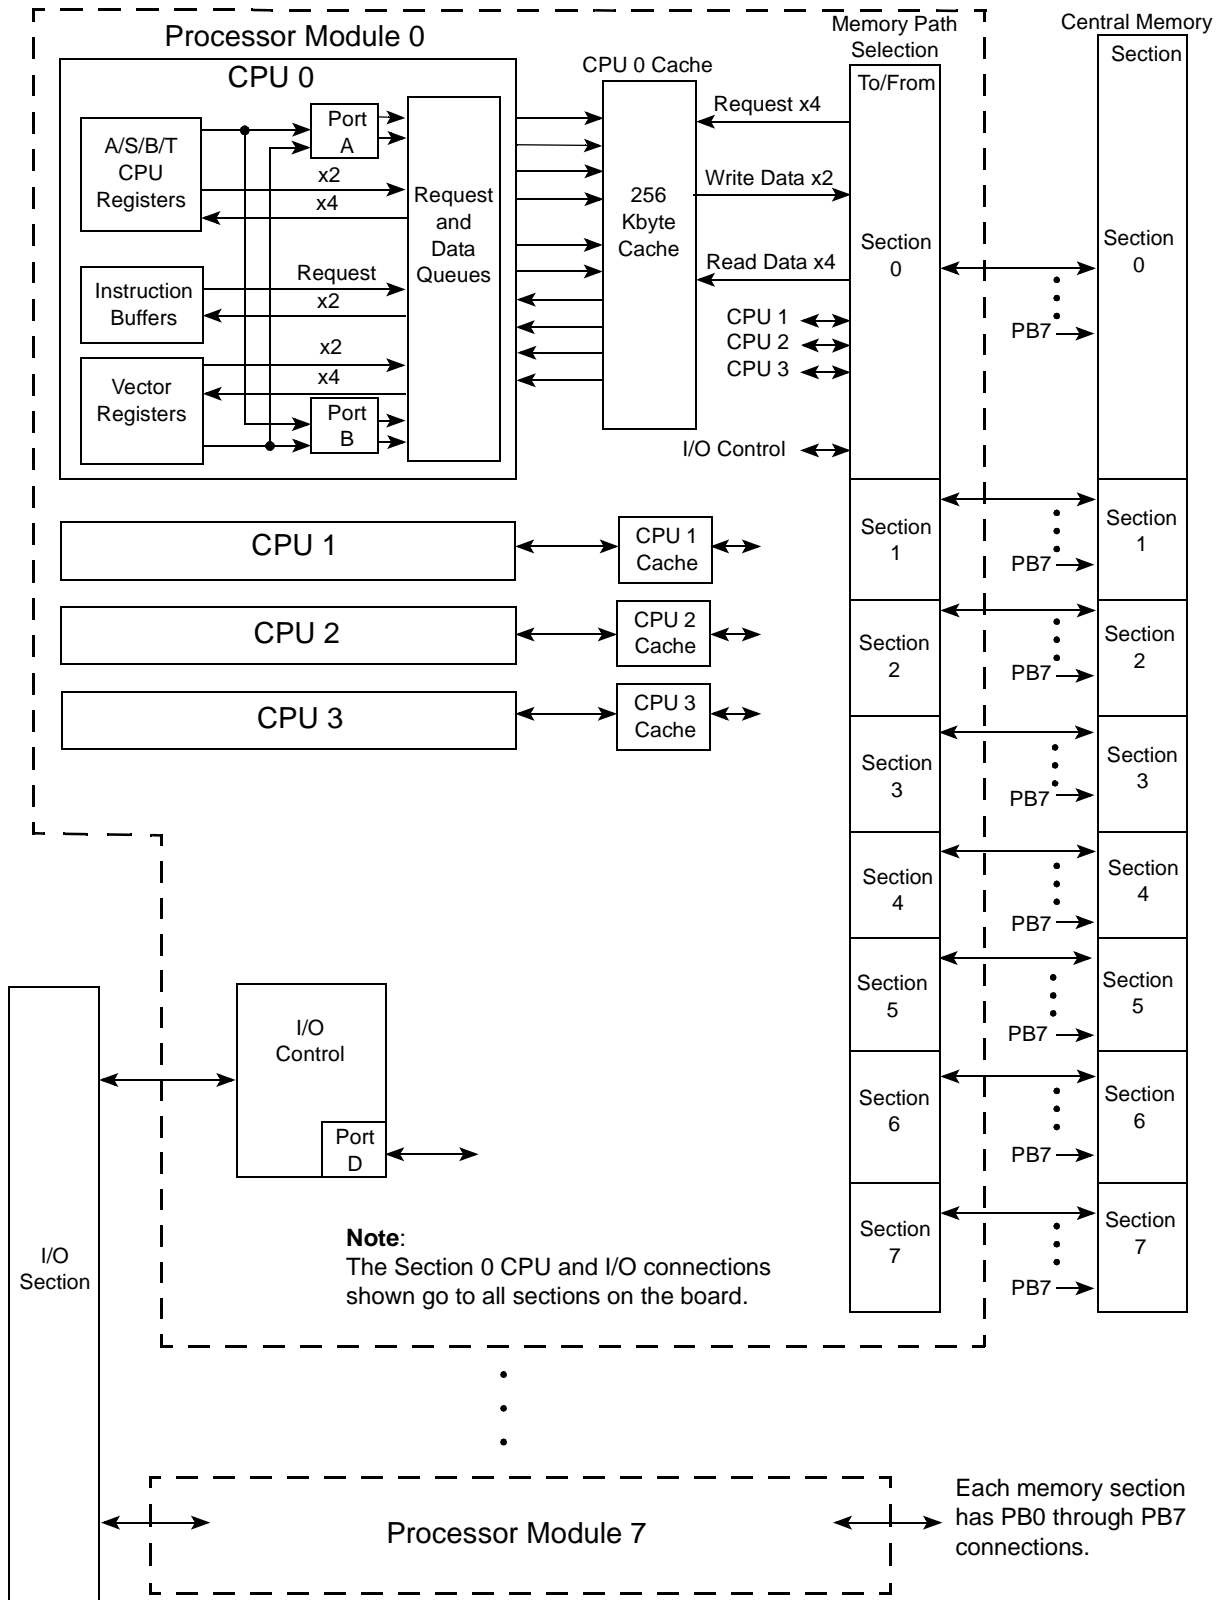 Processor Module 0
Memory Path
Selection
Central Memory
Section
CPU 0
CPU 0 Cache
To/From
Port
A
A/S/B/T
CPU
Registers
x2
x4
Request
and
Data
Queues
256
Kbyte
Cache
Request x4
Write Data x2
Read Data x4
Section
0
Section
0
Instruction
Buffers
Request
x2
CPU 1
CPU 2
CPU 3
PB7
Vector
Registers
x2
x4
Port
B
I/O Control
CPU 1
CPU 1
Cache
Section
1
PB7
Section
1
CPU 2
CPU 2
Cache
Section
2
PB7
Section
2
CPU 3
CPU 3
Cache
Section
3
PB7
Section
3
Section
4
PB7
Section
4
Section
5
PB7
Section
5
I/O
Control
Port
D
Section
6
PB7
Section
6
Section
7
PB7
Section
7
I/O
Section
Note:
The Section 0 CPU and I/O connections
shown go to all sections on the board.
Processor Module 7
Each memory section
has PB0 through PB7
connections.